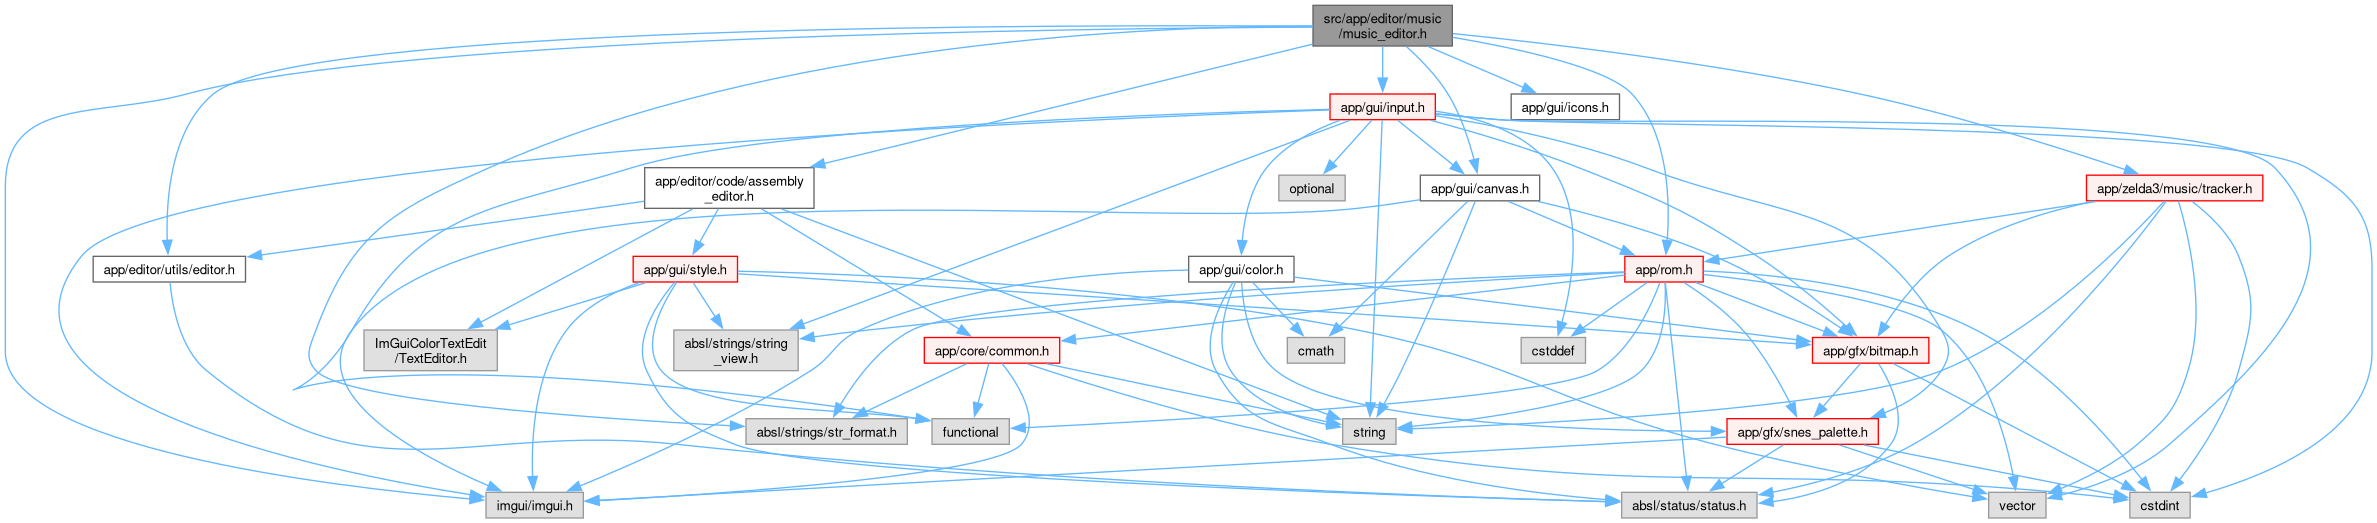 src/app/editor/music
/music_editor.h
app/gui/input.h
app/gui/icons.h
app/editor/code/assembly
_editor.h
optional
app/gui/canvas.h
app/zelda3/music/tracker.h
app/editor/utils/editor.h
app/gui/style.h
app/gui/color.h
app/rom.h
ImGuiColorTextEdit
/TextEditor.h
absl/strings/string
_view.h
app/core/common.h
cmath
cstddef
app/gfx/bitmap.h
absl/strings/str_format.h
functional
string
app/gfx/snes_palette.h
imgui/imgui.h
absl/status/status.h
vector
cstdint